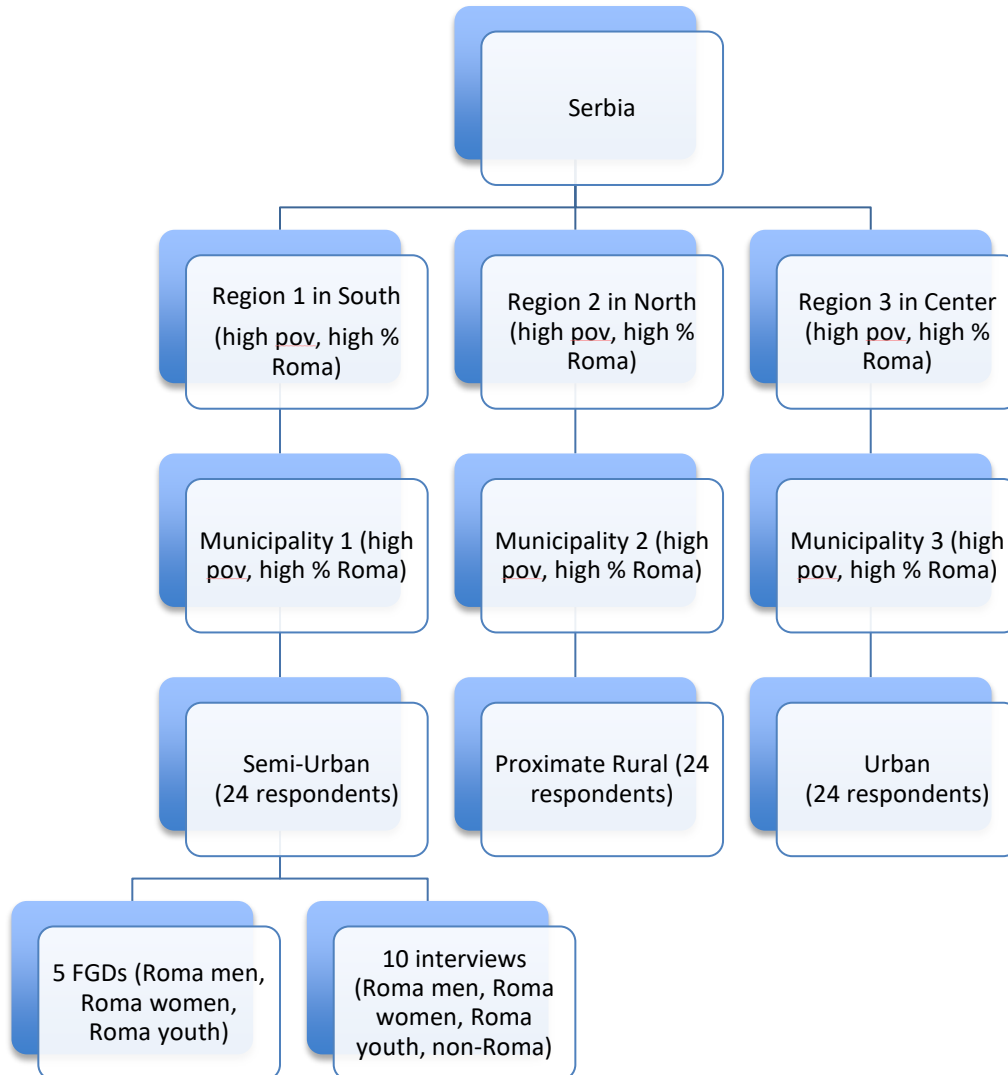 Serbia
Region 1 in South
(high pov, high %
Roma)
Region 2 in North
(high pov, high %
Roma)
Region 3 in Center
(high pov, high %
Roma)
Municipality 1 (high
pov, high % Roma)
Municipality 2 (high
pov, high % Roma)
Municipality 3 (high
pov, high % Roma)
Semi-Urban
(24 respondents)
Proximate Rural (24
respondents)
Urban
(24 respondents)
5 FGDs (Roma men,
Roma women,
Roma youth)
10 interviews
(Roma men, Roma
women, Roma
youth, non-Roma)